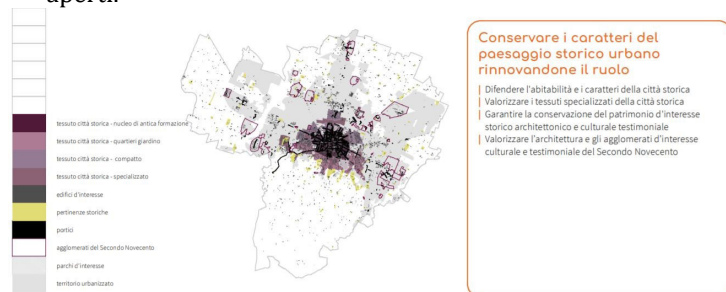 aperti.
tessuto città storica - nucleo di antica formazione
tessuto città storica - quartieri giardino
tessuto città storica - compatto
tessuto città storica - specializzato
edifici d'interesse
pertinenze storiche
portici
agglomerati del Secondo Novecento
parchi d'interesse
territorio urbanizzato
Conservare i caratteri del
paesaggio storico urbano
rinnovandone il ruolo
| Difendere l'abitabilità e i caratteri della città storica
| Valorizzare i tessuti specializzati della città storica
| Garantire la conservazione del patrimonio d'interesse
storico architettonico e culturale testimoniale
| Valorizzare l'architettura e gli agglomerati d'interesse
culturale e testimoniale del Secondo Novecento